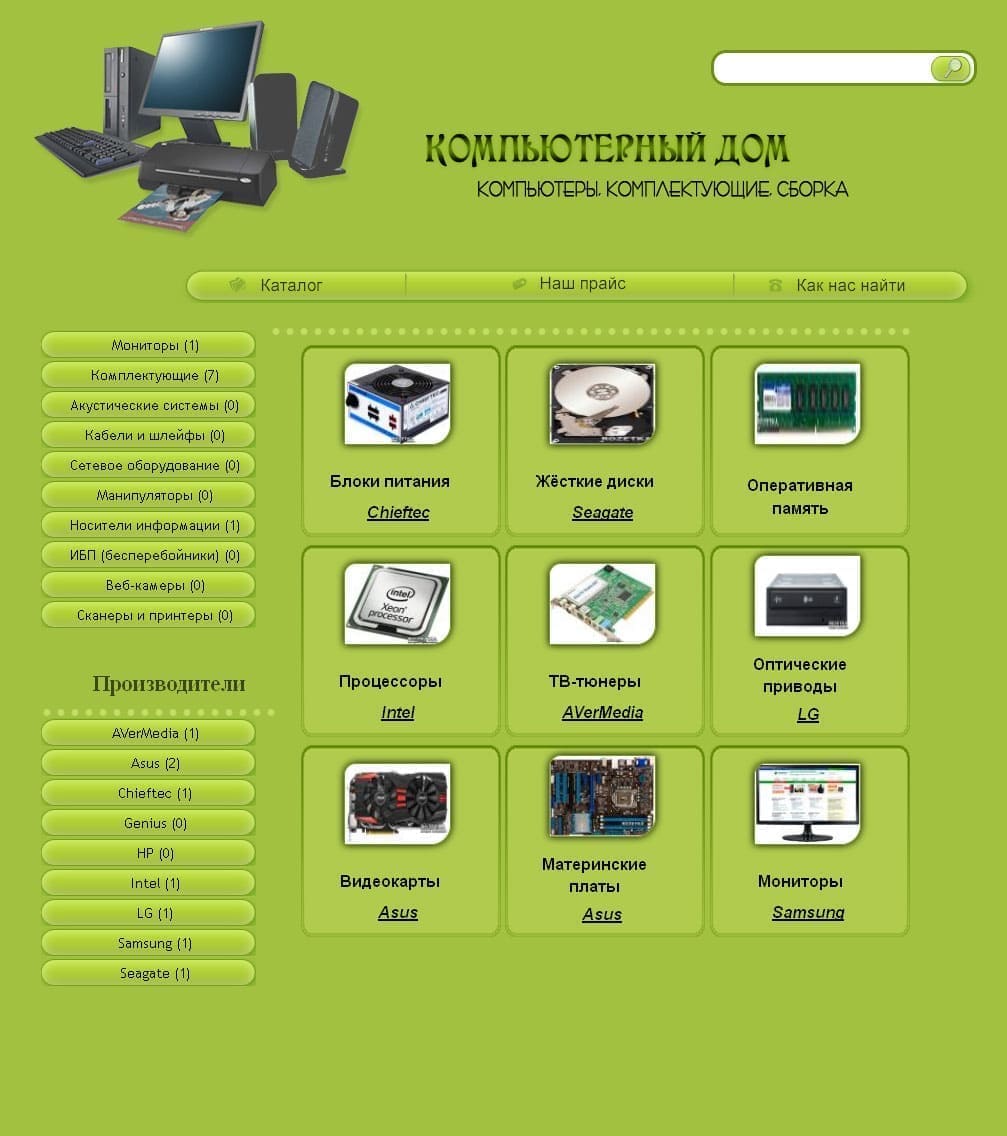 КОМПЬЮТЕРНЫЙ ДОМ
КОМПЬЮТЕРЫ, КОМПЛЕКТУЮЩИЕ, СБОРКА
Каталог
Наш прайс
Как нас найти
Мониторы (1)
Комплектующие (7)
Акустические системы (0)
Кабели и шлейфы (0)
Сетевое оборудование (0)
Манипуляторы (0)
Носители информации (1)
ИБП (бесперебойники) (0)
Веб-камеры (0)
Сканеры и принтеры (0)
Производители
AVerMedia (1)
Asus (2)
Chieftec (1)
Genius (0)
HP (0)
Intel (1)
LG (1)
Samsung (1)
Seagate (1)
Блоки питания
Chieftec
ROZETKA
Жёсткие диски
Seagate
Оперативная
память
intel
Xeon
processor
Процессоры
Intel
ТВ-тюнеры
AVerMedia
Оптические
приводы
LG
Видеокарты
Asus
Материнские
платы
Asus
Мониторы
Samsung